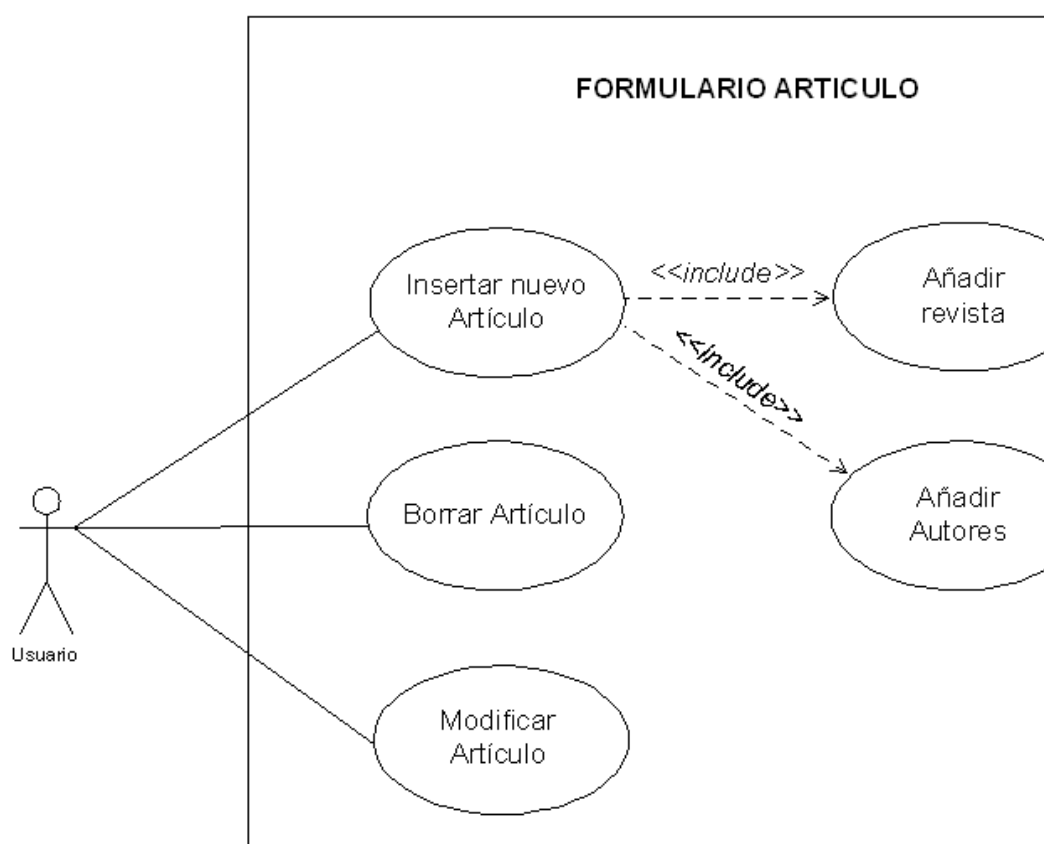 FORMULARIO ARTICULO
Insertar nuevo
Artículo
<<include>>
Añadir
revista
<<include>>
Borrar Artículo
Añadir
Autores
Usuario
Modificar
Artículo